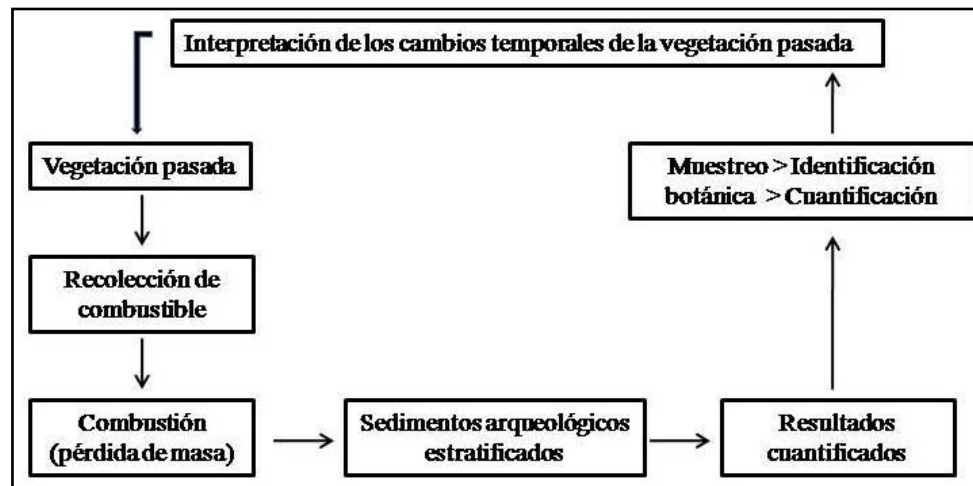 Interpretación de los cambios temporales de la vegetación pasada
Vegetación pasada
Recolección de
combustible
Combustión
(pérdida de masa)
Sedimentos arqueológicos
estratificados
Resultados
cuantificados
Muestreo > Identificación
botánica > Cuantificación